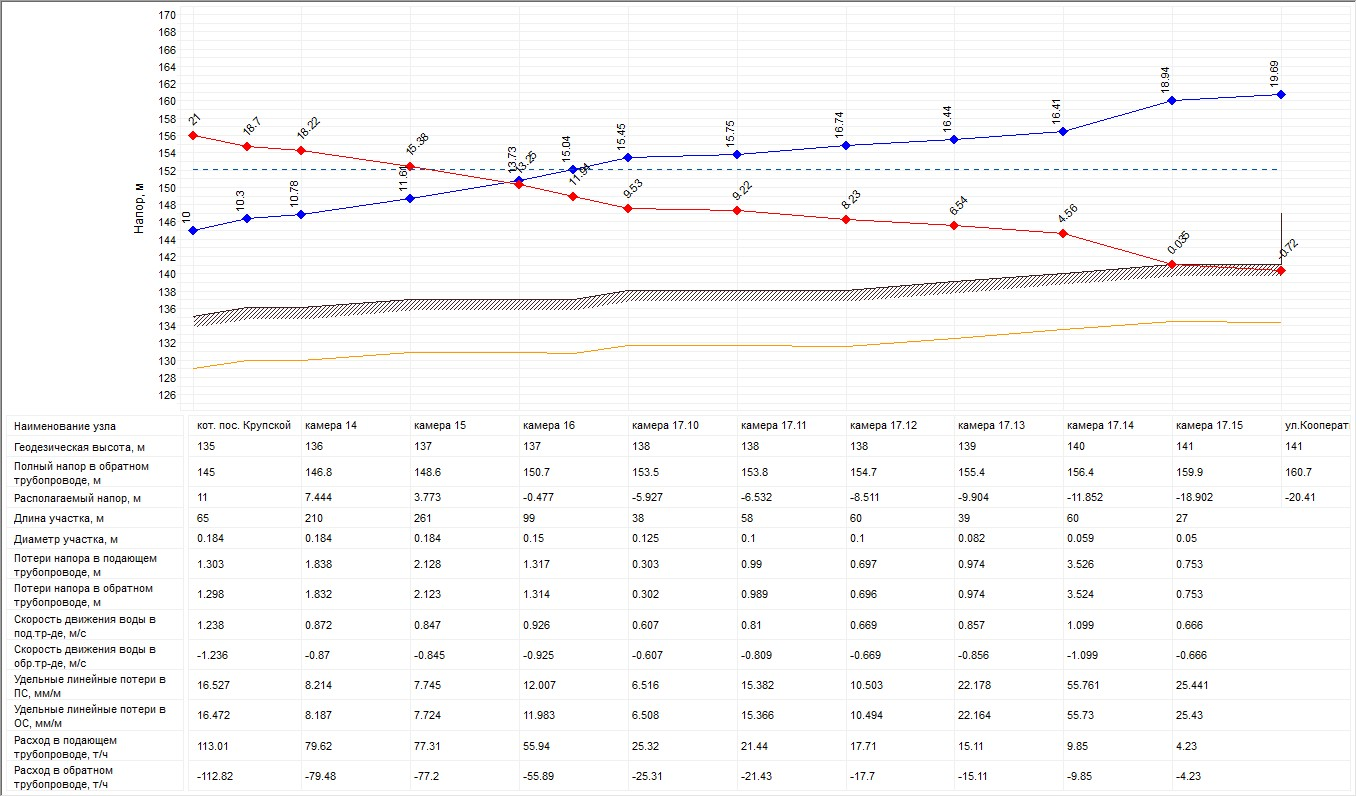 170
168
166
164
162
160
158
156
154
152
150
148
146
144
142
140
138
136
134
132
130
128
126
Напор, м
21 18.7 18.22 15.38 13.25 11.91 9.53 9.22 8.23 6.54 4.56 0.035 -0.72
10 10.3 10.78 11.61 13.73 15.04 15.45 15.75 16.74 16.44 16.41 18.94 19.69
Наименование узла кот. пос. Крупской камера 14 камера 15 камера 16 камера 17.10 камера 17.11 камера 17.12 камера 17.13 камера 17.14 камера 17.15 ул.Кооперат
Геодезическая высота, м 135 136 137 137 138 138 138 139 140 141 141
Полный напор в обратном
трубопроводе, м 145 146.8 148.6 150.7 153.5 153.8 154.7 155.4 156.4 159.9 160.7
Располагаемый напор, м 11 7.444 3.773 -0.477 -5.927 -6.532 -8.511 -9.904 -11.852 -18.902 -20.41
Длина участка, м 65 210 261 99 38 58 60 39 60 27
Диаметр участка, м 0.184 0.184 0.184 0.15 0.125 0.1 0.1 0.082 0.059 0.05
Потери напора в подающем
трубопроводе, м 1.303 1.838 2.128 1.317 0.303 0.99 0.697 0.974 3.526 0.753
Потери напора в обратном
трубопроводе, м 1.298 1.832 2.123 1.314 0.302 0.989 0.696 0.974 3.524 0.753
Скорость движения воды в
под.тр-де, м/с 1.238 0.872 0.847 0.926 0.607 0.81 0.669 0.857 1.099 0.666
Скорость движения воды в
обр.тр-де, м/с -1.236 -0.87 -0.845 -0.925 -0.607 -0.809 -0.669 -0.856 -1.099 -0.666
Удельные линейные потери в
ПС, мм/м 16.527 8.214 7.745 12.007 6.516 15.382 10.503 22.178 55.761 25.441
Удельные линейные потери в
ОС, мм/м 16.472 8.187 7.724 11.983 6.508 15.366 10.494 22.164 55.73 25.43
Расход в подающем
трубопроводе, т/ч 113.01 79.62 77.31 55.94 25.32 21.44 17.71 15.11 9.85 4.23
Расход в обратном
трубопроводе, т/ч -112.82 -79.48 -77.2 -55.89 -25.31 -21.43 -17.7 -15.11 -9.85 -4.23